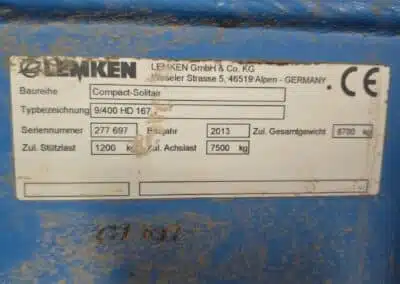 LEMKEN
LEMKEN GmbH & Co. KG
Weseler Strasse 5, 46519 Alpen - GERMANY
CE
Baureihe Compact-Solitair
Typbezeichnung 9/400 HD 167
Seriennummer 277 697 Baujahr 2013 Zul. Gesamtgewicht 8700 kg
Zul. Stützlast 1200 kg Zul. Achslast 7500 kg